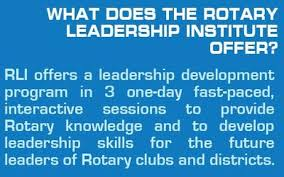 WHAT DOES THE ROTARY
LEADERSHIP INSTITUTE
OFFER?
RLI offers a leadership development
program in 3 one-day fast-paced,
interactive sessions to provide
Rotary knowledge and to develop
leadership skills for the future
leaders of Rotary clubs and districts.